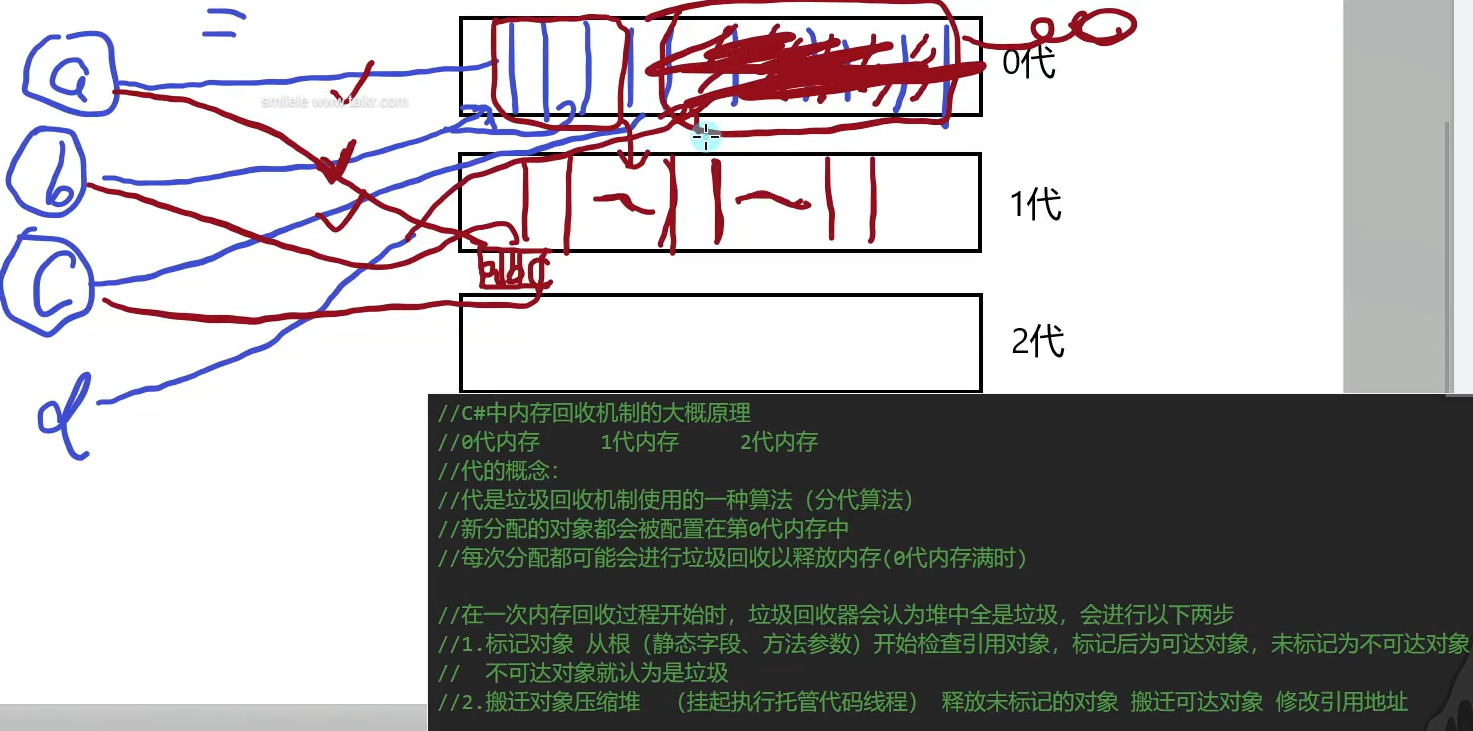 a
0代
smilele www.taikr.com
b
1代
C
abc
2代
d
//C#中内存回收机制的大概原理
//0代内存 1代内存 2代内存
//代的概念:
//代是垃圾回收机制使用的一种算法（分代算法）
//新分配的对象都会被配置在第0代内存中
//每次分配都可能会进行垃圾回收以释放内存(0代内存满时)
//在一次内存回收过程开始时，垃圾回收器会认为堆中全是垃圾，会进行以下两步
//1.标记对象 从根（静态字段、方法参数）开始检查引用对象，标记后为可达对象，未标记为不可达对象
// 不可达对象就认为是垃圾
//2.搬迁对象压缩堆 （挂起执行托管代码线程） 释放未标记的对象 搬迁可达对象 修改引用地址